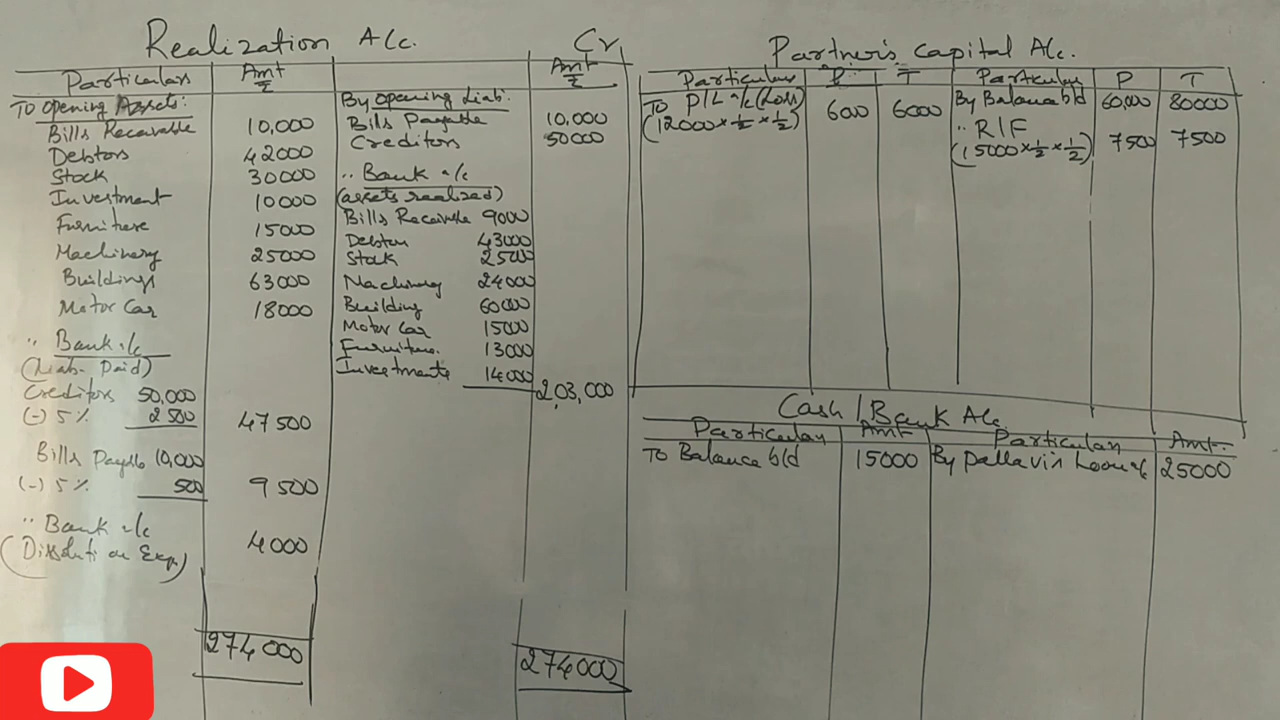 Realization A/c.
Cr
Particulars Amt ₹ Amt ₹
To opening Assets:
Bills Receivable 10,000
Debtors 42000
Stock 30000
Investment 10000
Furniture 15000
Machinery 25000
Buildings 63000
Motor Car 18000
" Bank a/c
(Liab. Paid)
Creditors 50,000
(-) 5% 2500 47500
Bills Payable 10,000
(-) 5% 500 9500
" Bank a/c
(Dissolution Exp.) 4000
274000
By opening Liab.
Bills Payable 10,000
Creditors 50000
" Bank a/c
(assets realized)
Bills Receivable 9000
Debtor 43000
Stock 25000
Machinery 24000
Building 60000
Motor Car 15000
Furniture. 13000
Investments 14000 2,03,000
274000
Partner's capital A/c.
Particulars P T Particulars P T
To P/L a/c (Loss) 6000 6000 By Balance b/d 60,000 80000
(12000 × ½ × ½) " R/F
(15000 × ½ × ½) 7500 7500
Cash / Bank A/c
Particulars Amt Particulars Amt.
To Balance b/d 15000 By Pallavi's Loan a/c 25000